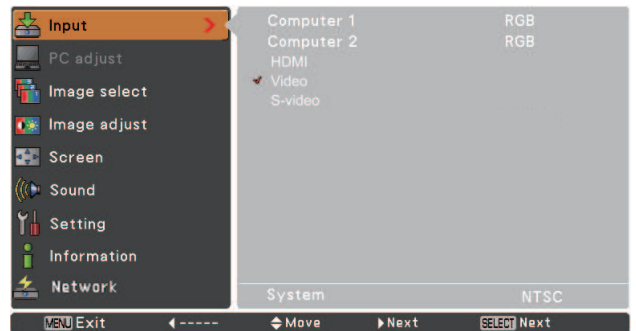 Input
PC adjust
Image select
Image adjust
Screen
Sound
Setting
Information
Network
Computer 1 RGB
Computer 2 RGB
HDMI
Video
S-video
System NTSC
MENU Exit ----- Move Next SELECT Next